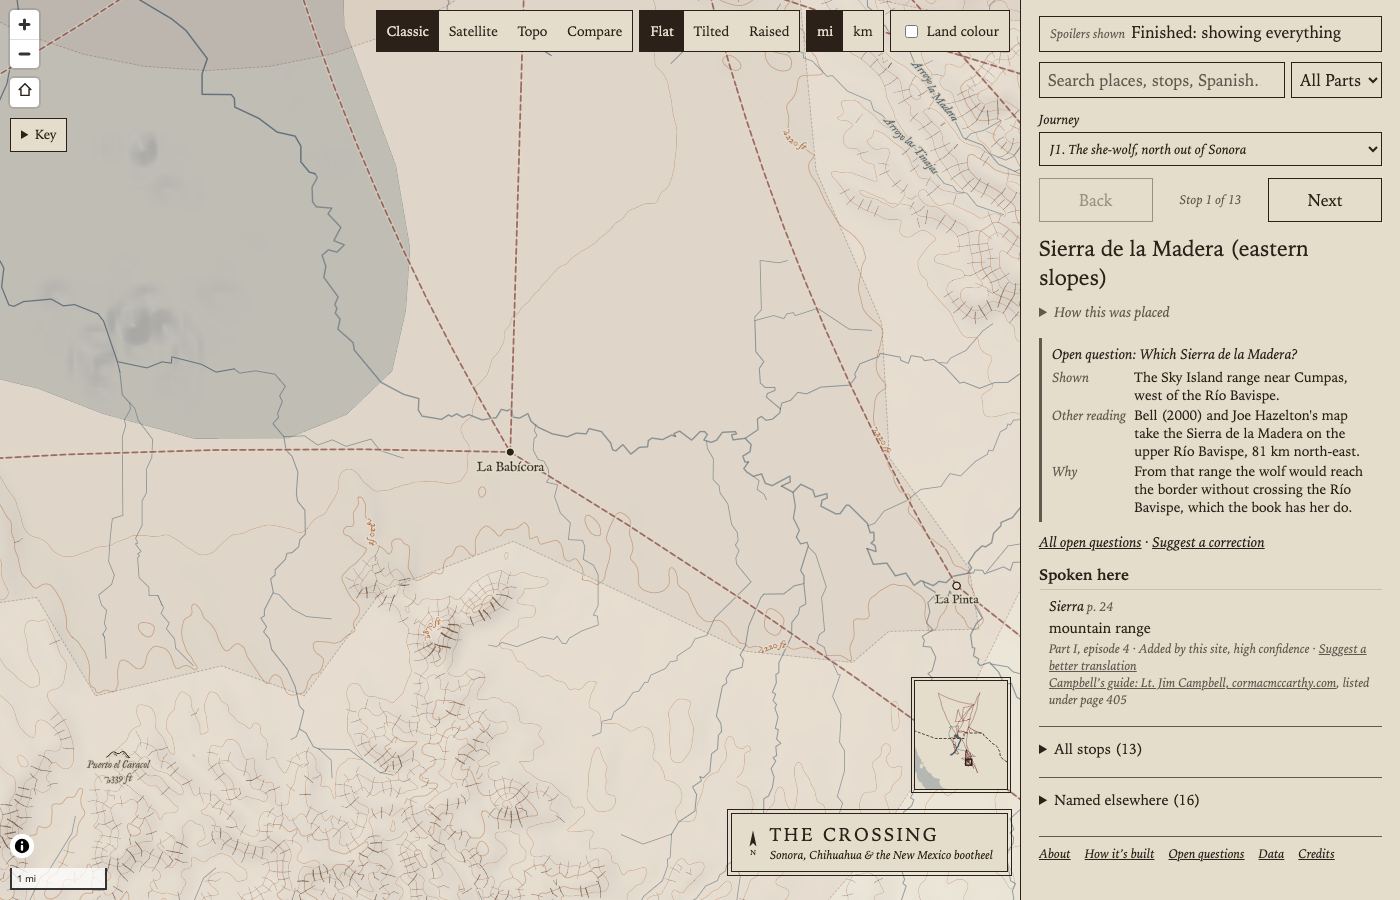 Classic
Satellite
Topo
Compare
Flat
Tilted
Raised
mi
km
Land colour
Key
Arroyo la Madera
Arroyo las Tinajas
La Babícora
La Pinta
Puerto el Caracol
7339 ft
1 mi
N
THE CROSSING
Sonora, Chihuahua & the New Mexico bootheel
Spoilers shown Finished: showing everything
Search places, stops, Spanish.
All Parts
Journey
J1. The she-wolf, north out of Sonora
Back
Stop 1 of 13
Next
Sierra de la Madera (eastern
slopes)
How this was placed
Open question: Which Sierra de la Madera?
Shown The Sky Island range near Cumpas,
west of the Río Bavispe.
Other reading Bell (2000) and Joe Hazelton's map
take the Sierra de la Madera on the
upper Río Bavispe, 81 km north-east.
Why From that range the wolf would reach
the border without crossing the Río
Bavispe, which the book has her do.
All open questions · Suggest a correction
Spoken here
Sierra p. 24
mountain range
Part I, episode 4 · Added by this site, high confidence · Suggest a
better translation
Campbell's guide: Lt. Jim Campbell, cormacmccarthy.com, listed
under page 405
All stops (13)
Named elsewhere (16)
About How it's built Open questions Data Credits